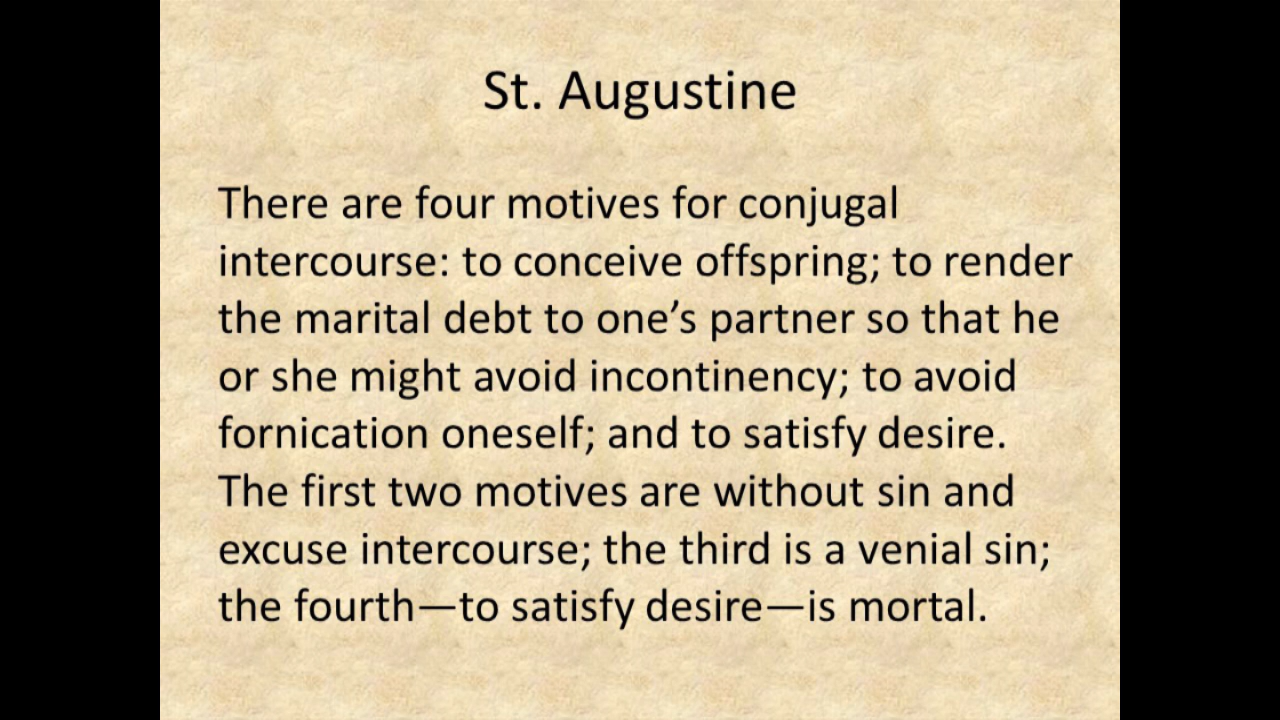 St. Augustine
There are four motives for conjugal
intercourse: to conceive offspring; to render
the marital debt to one’s partner so that he
or she might avoid incontinency; to avoid
fornication oneself; and to satisfy desire.
The first two motives are without sin and
excuse intercourse; the third is a venial sin;
the fourth—to satisfy desire—is mortal.